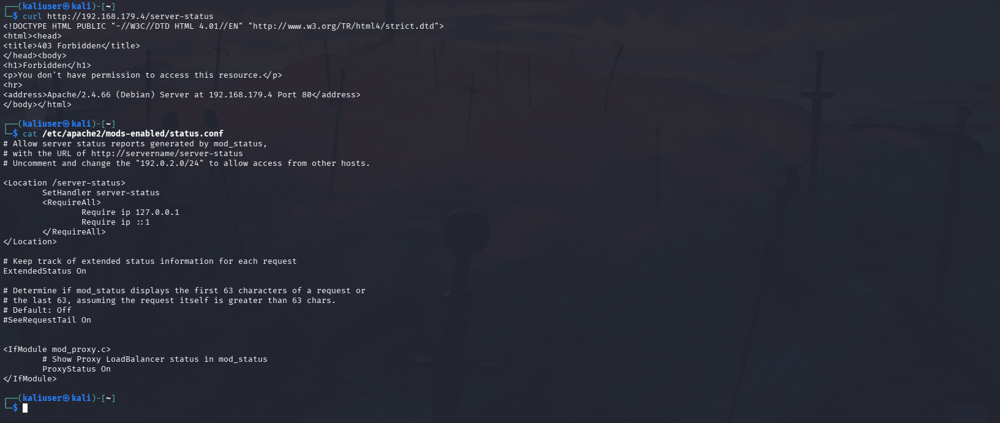 ┌──(kaliuser㉿kali)-[~]
└─$ curl http://192.168.179.4/server-status
<!DOCTYPE HTML PUBLIC "-//W3C//DTD HTML 4.01//EN" "http://www.w3.org/TR/html4/strict.dtd">
<html><head>
<title>403 Forbidden</title>
</head><body>
<h1>Forbidden</h1>
<p>You don't have permission to access this resource.</p>
<hr>
<address>Apache/2.4.66 (Debian) Server at 192.168.179.4 Port 80</address>
</body></html>
┌──(kaliuser㉿kali)-[~]
└─$ cat /etc/apache2/mods-enabled/status.conf
# Allow server status reports generated by mod_status,
# with the URL of http://servername/server-status
# Uncomment and change the "192.0.2.0/24" to allow access from other hosts.
<Location /server-status>
        SetHandler server-status
        <RequireAll>
                Require ip 127.0.0.1
                Require ip ::1
        </RequireAll>
</Location>
# Keep track of extended status information for each request
ExtendedStatus On
# Determine if mod_status displays the first 63 characters of a request or
# the last 63, assuming the request itself is greater than 63 chars.
# Default: Off
#SeeRequestTail On
<IfModule mod_proxy.c>
        # Show Proxy LoadBalancer status in mod_status
        ProxyStatus On
</IfModule>
┌──(kaliuser㉿kali)-[~]
└─$